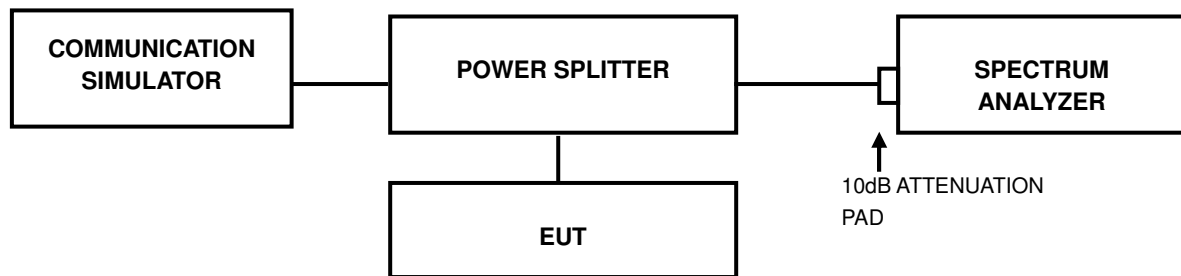 COMMUNICATION
SIMULATOR
POWER SPLITTER
SPECTRUM
ANALYZER
10dB ATTENUATION
PAD
EUT